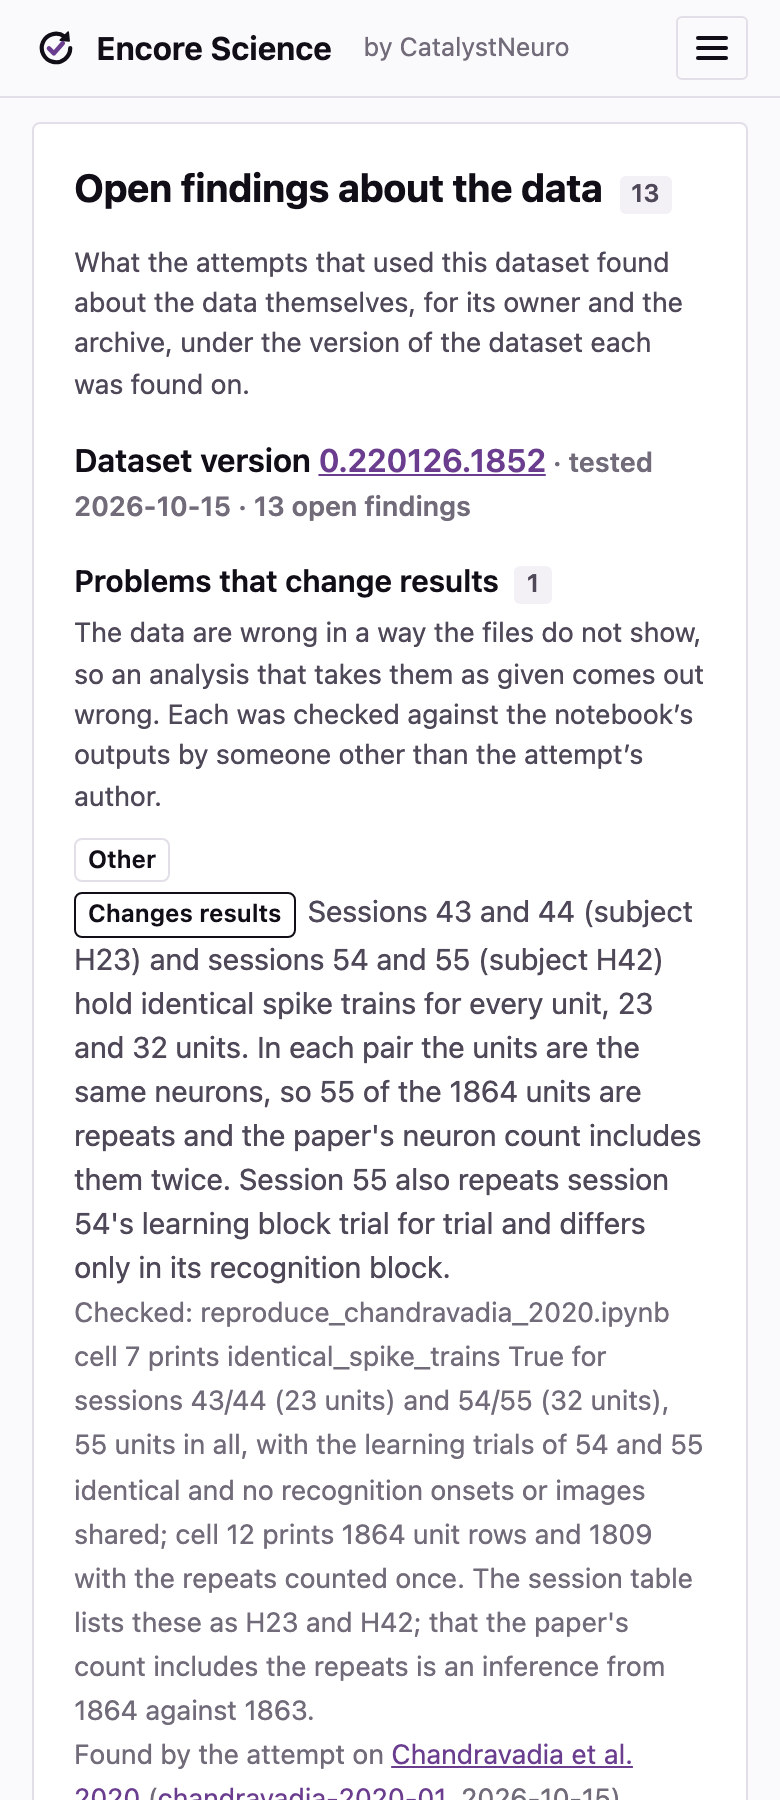 Encore Science by CatalystNeuro
Open findings about the data 13
What the attempts that used this dataset found
about the data themselves, for its owner and the
archive, under the version of the dataset each
was found on.
Dataset version 0.220126.1852 · tested
2026-10-15 · 13 open findings
Problems that change results 1
The data are wrong in a way the files do not show,
so an analysis that takes them as given comes out
wrong. Each was checked against the notebook’s
outputs by someone other than the attempt’s
author.
Other
Changes results Sessions 43 and 44 (subject
H23) and sessions 54 and 55 (subject H42)
hold identical spike trains for every unit, 23
and 32 units. In each pair the units are the
same neurons, so 55 of the 1864 units are
repeats and the paper's neuron count includes
them twice. Session 55 also repeats session
54's learning block trial for trial and differs
only in its recognition block.
Checked: reproduce_chandravadia_2020.ipynb
cell 7 prints identical_spike_trains True for
sessions 43/44 (23 units) and 54/55 (32 units),
55 units in all, with the learning trials of 54 and 55
identical and no recognition onsets or images
shared; cell 12 prints 1864 unit rows and 1809
with the repeats counted once. The session table
lists these as H23 and H42; that the paper's
count includes the repeats is an inference from
1864 against 1863.
Found by the attempt on Chandravadia et al.
2020 (chandravadia-2020-01, 2026-10-15)